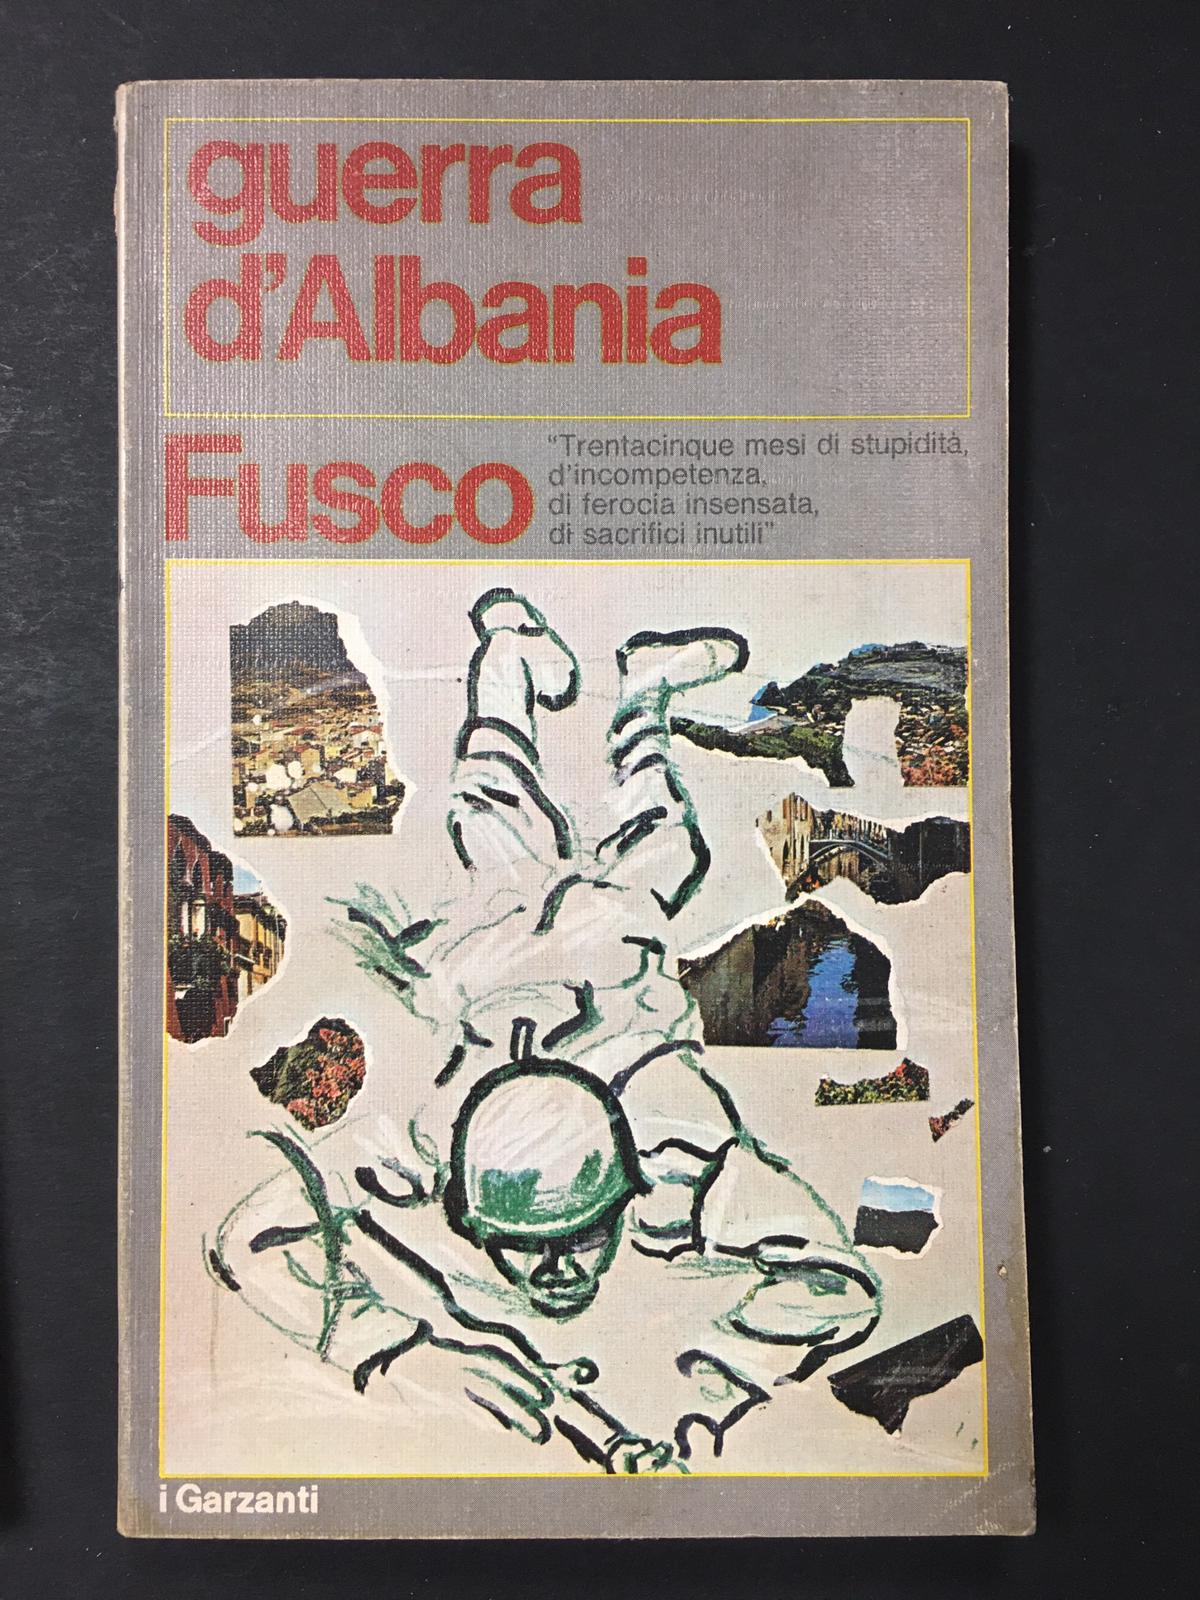 guerra
d'Albania
Fusco
"Trentacinque mesi di stupidità,
d'incompetenza,
di ferocia insensata,
di sacrifici inutili"
i Garzanti